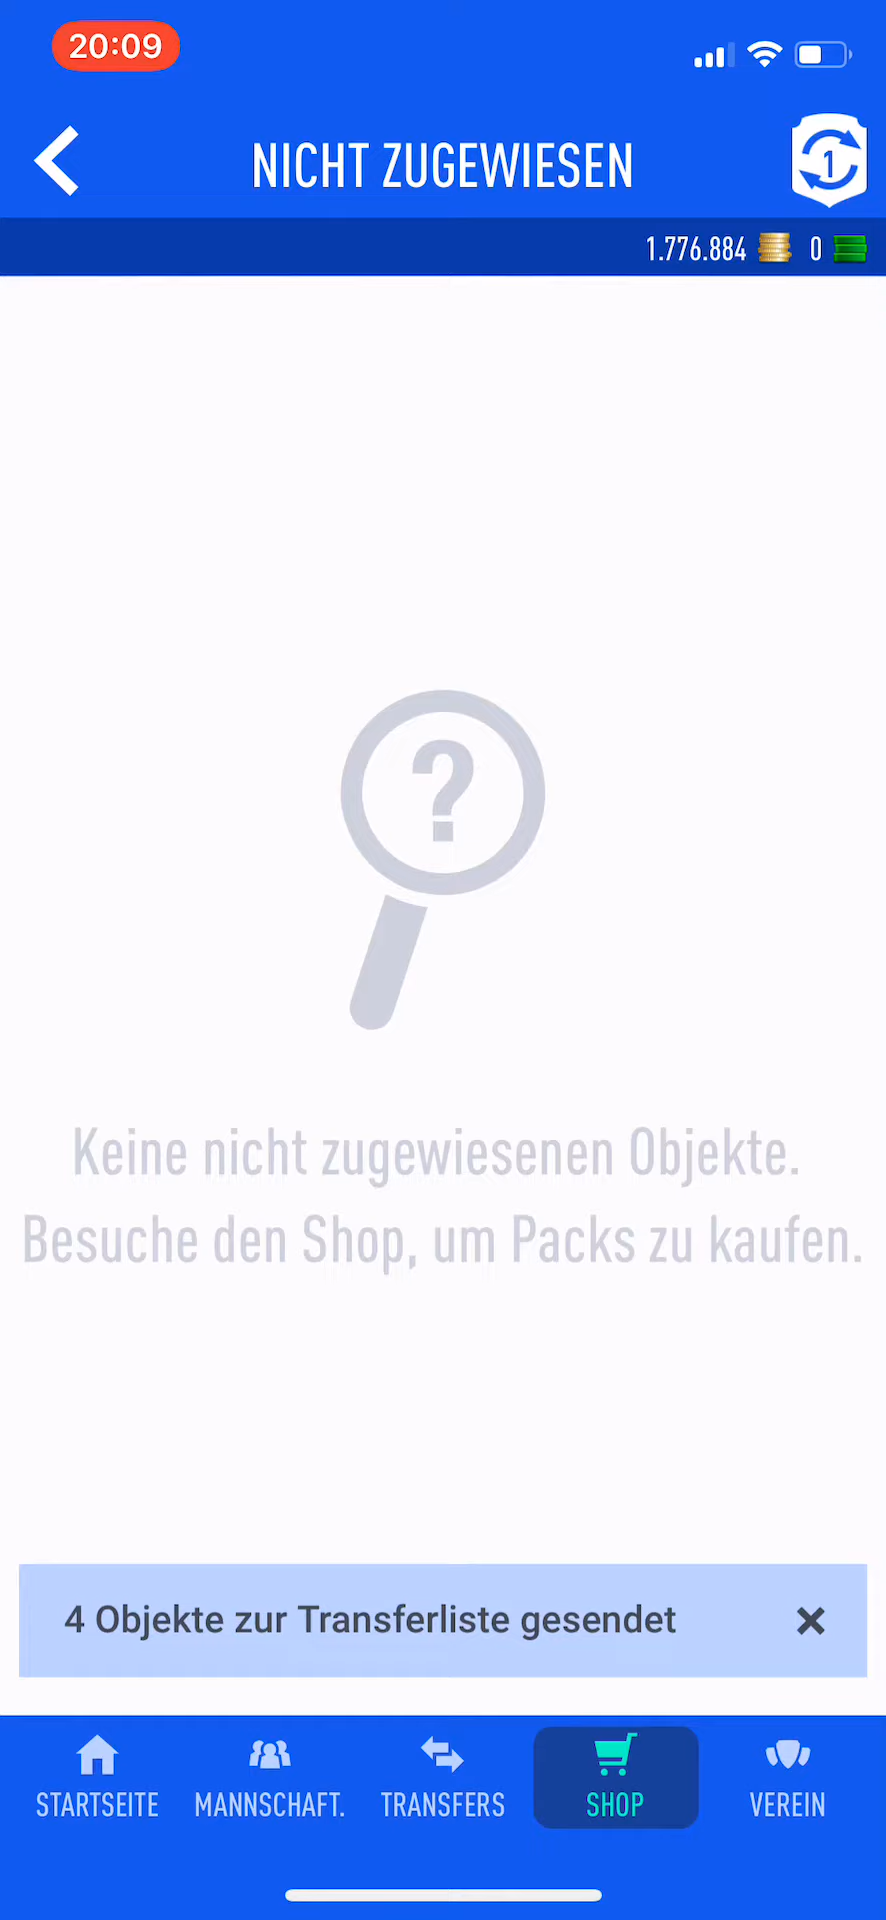 20:09
NICHT ZUGEWIESEN
1
1.776.884 0
?
Keine nicht zugewiesenen Objekte.
Besuche den Shop, um Packs zu kaufen.
4 Objekte zur Transferliste gesendet
STARTSEITE MANNSCHAFT. TRANSFERS SHOP VEREIN